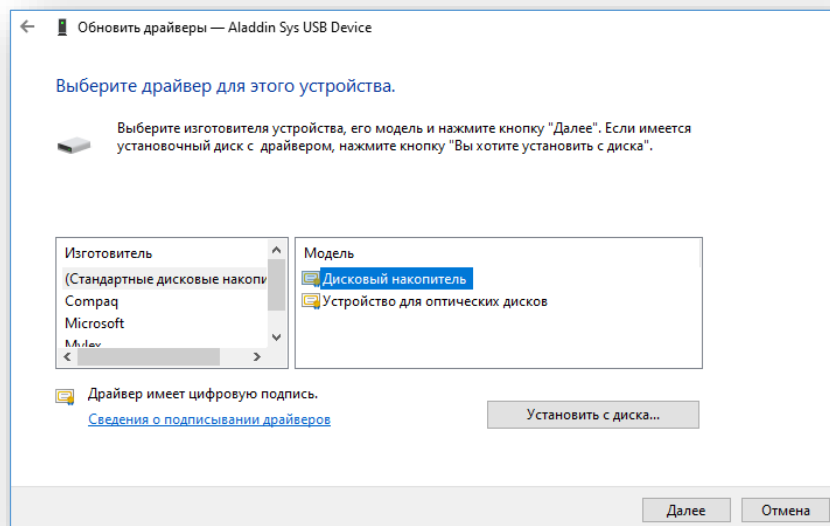 Обновить драйверы — Aladdin Sys USB Device
Выберите драйвер для этого устройства.
Выберите изготовителя устройства, его модель и нажмите кнопку "Далее". Если имеется
установочный диск с драйвером, нажмите кнопку "Вы хотите установить с диска".
Изготовитель
(Стандартные дисковые накопи
Compaq
Microsoft
Mylex
Модель
Дисковый накопитель
Устройство для оптических дисков
Драйвер имеет цифровую подпись.
Сведения о подписывании драйверов
Установить с диска...
Далее
Отмена